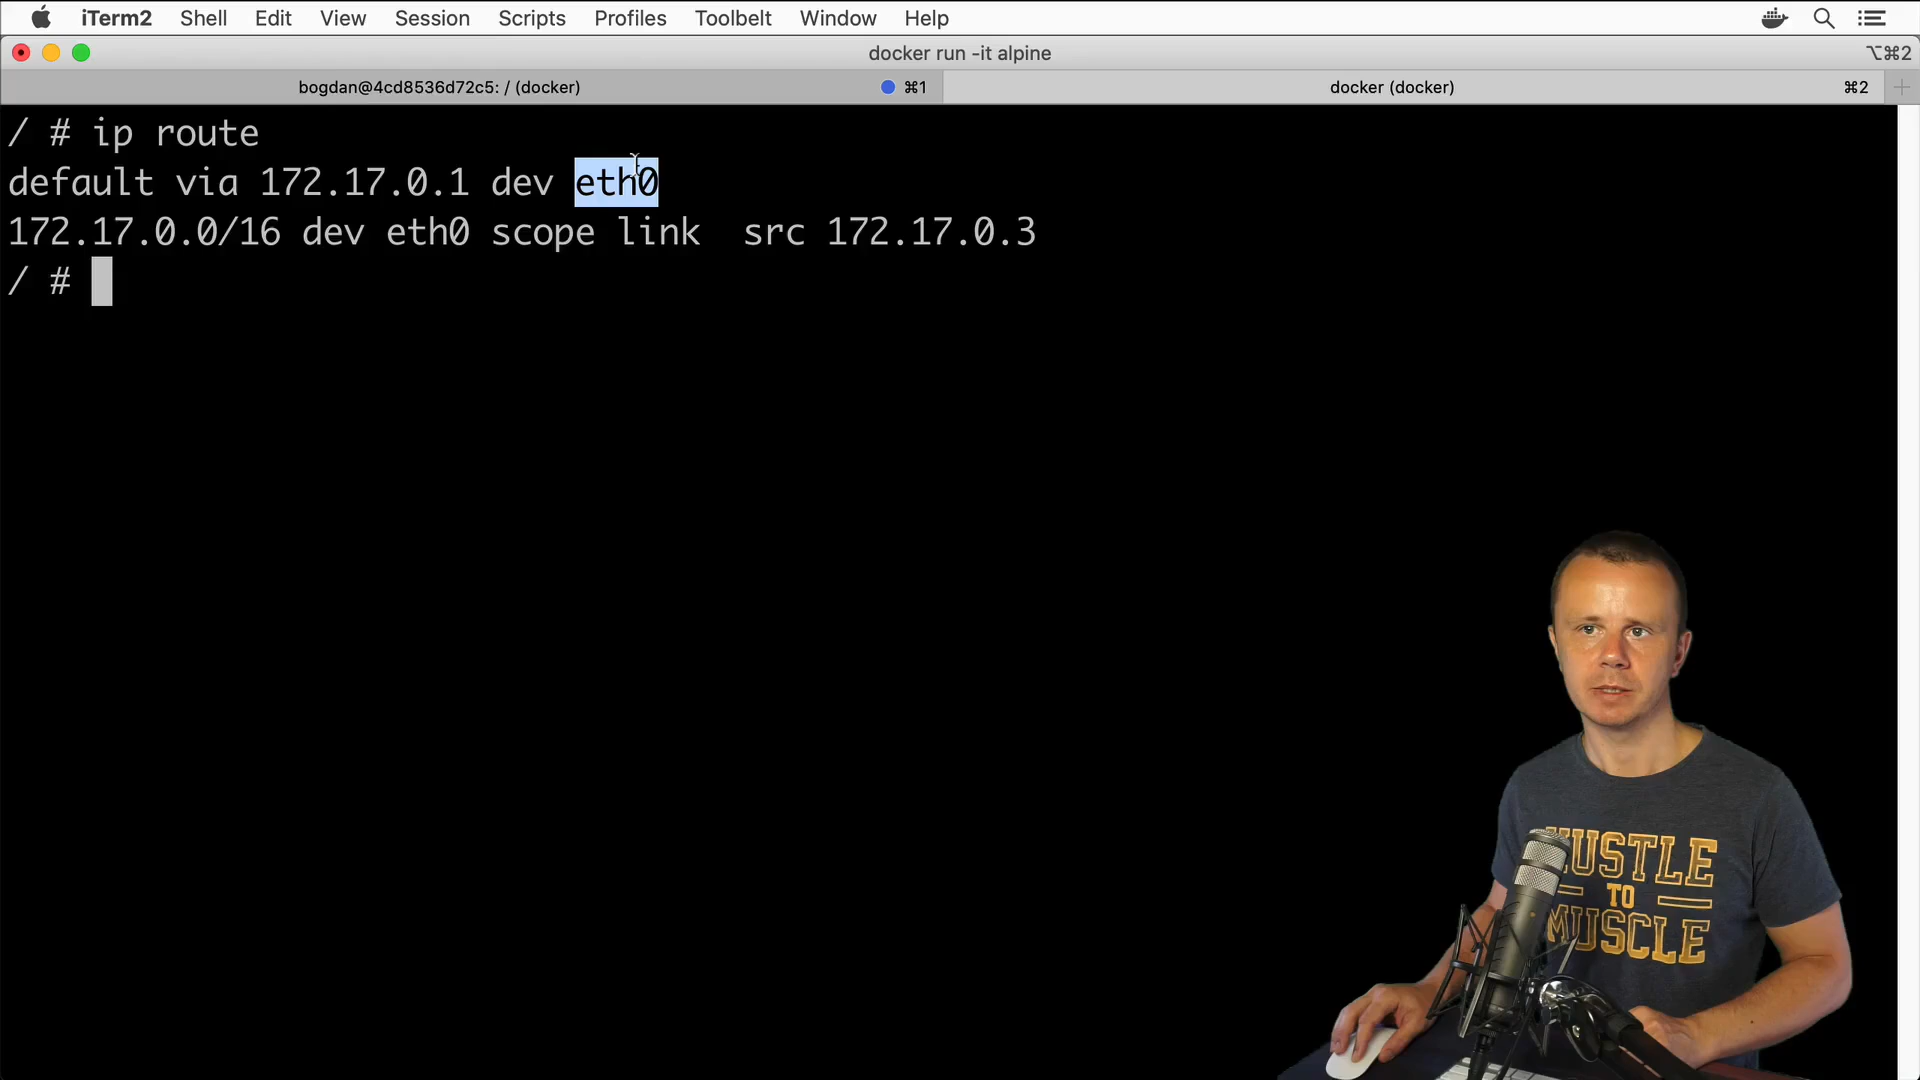 iTerm2 Shell Edit View Session Scripts Profiles Toolbelt Window Help
docker run -it alpine ⌥⌘2
bogdan@4cd8536d72c5: / (docker) ⌘1 docker (docker) ⌘2 +
/ # ip route
default via 172.17.0.1 dev eth0
172.17.0.0/16 dev eth0 scope link  src 172.17.0.3
/ #
HUSTLE
TO
MUSCLE